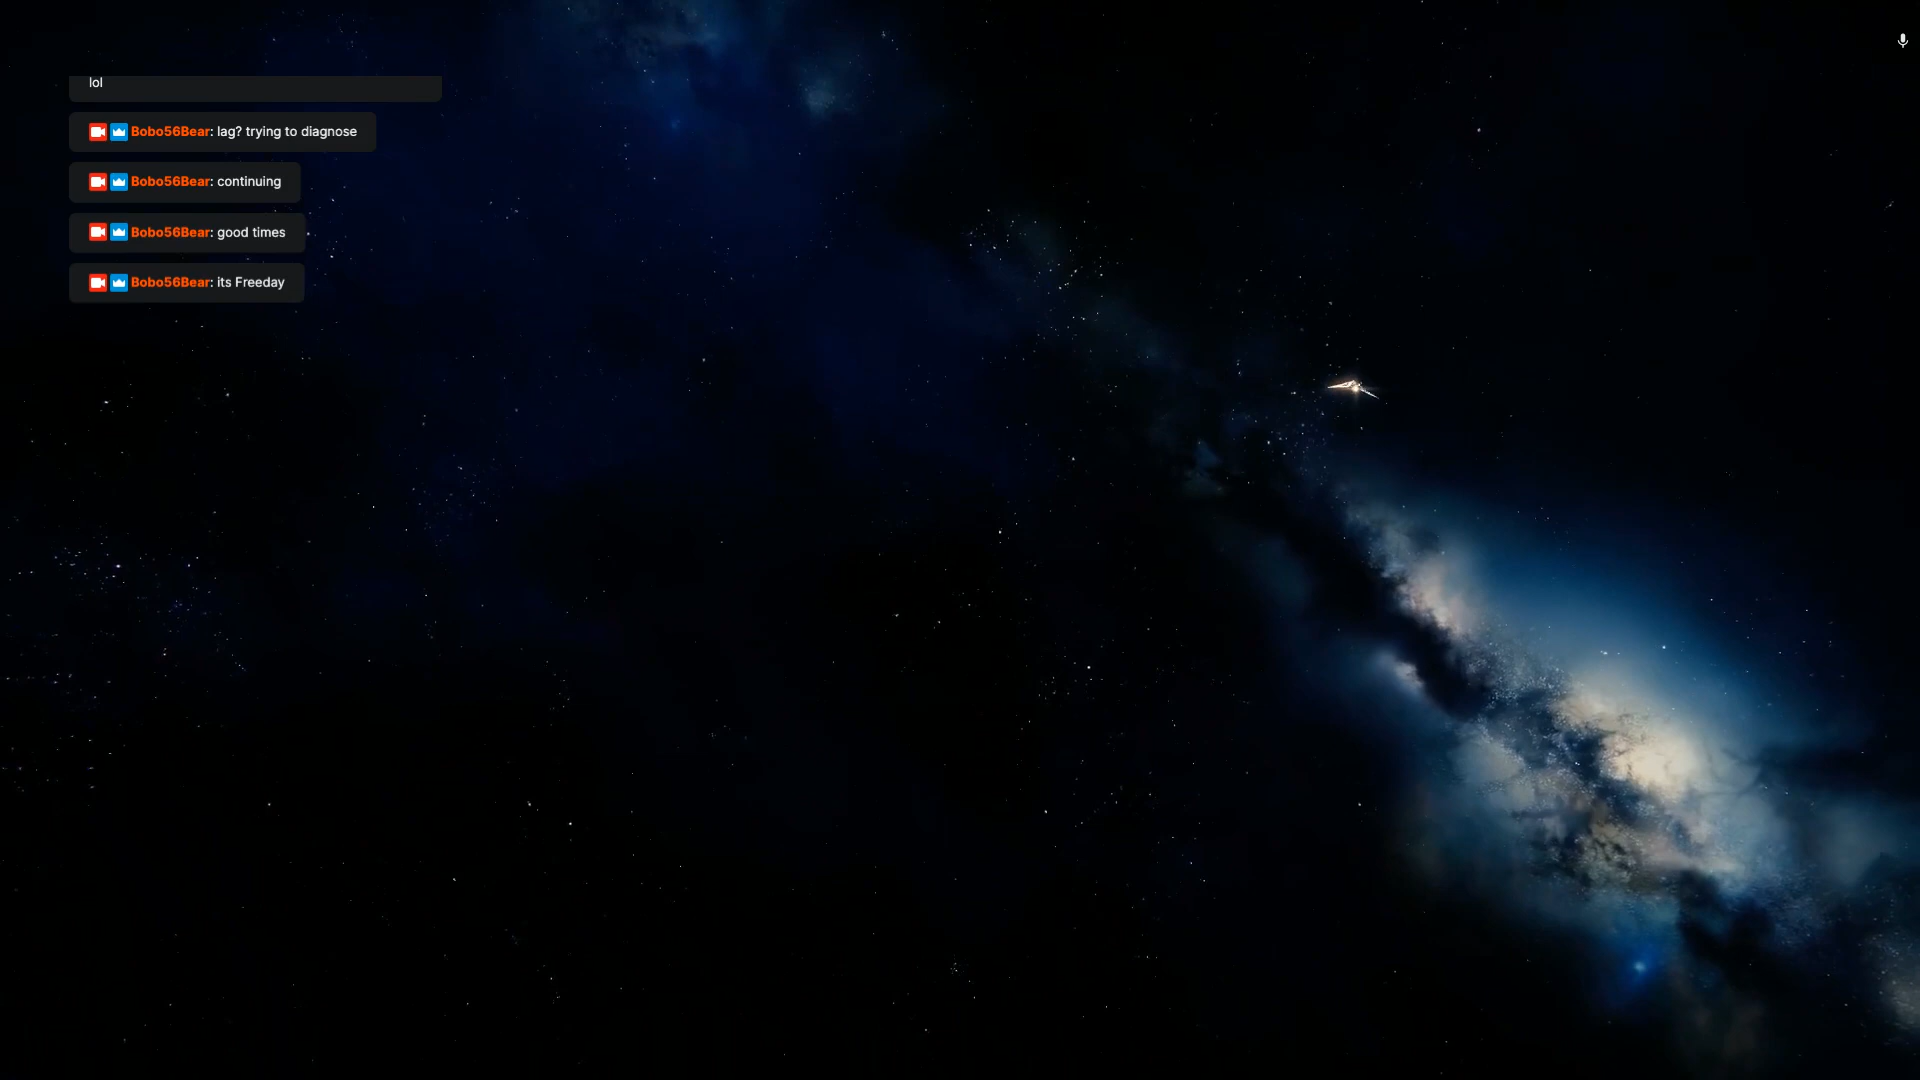 lol
Bobo56Bear: lag? trying to diagnose
Bobo56Bear: continuing
Bobo56Bear: good times
Bobo56Bear: its Freeday